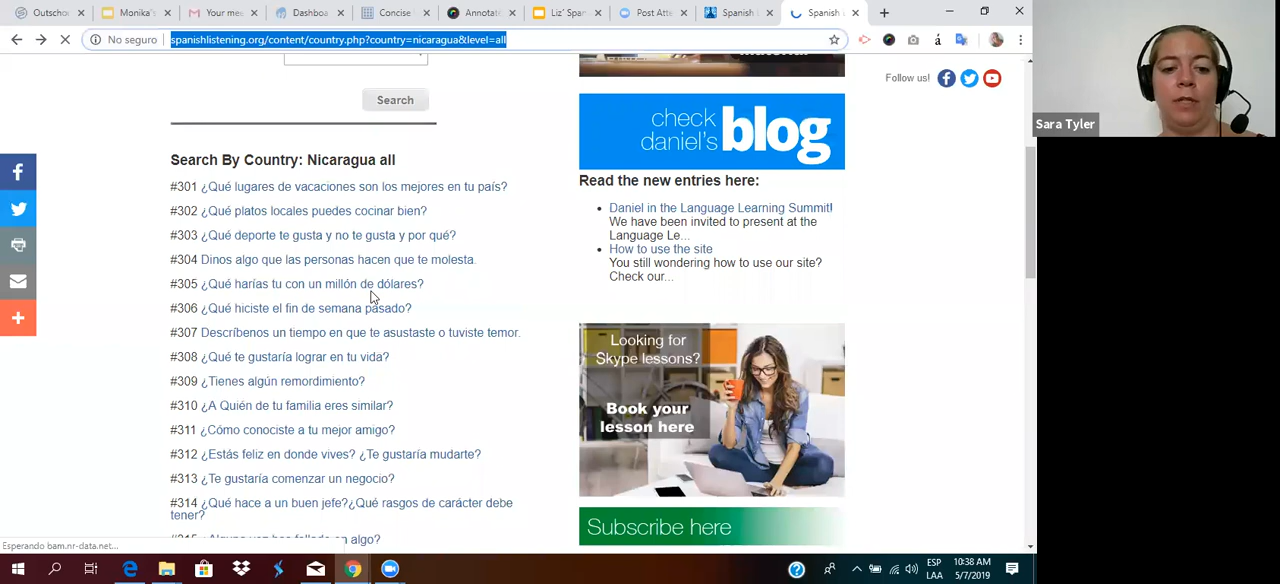 Outschoo
Monika's
Your mes
Dashboa
Concise
Annotate
Liz' Span
Post Atte
Spanish L
Spanish L
No seguro
spanishlistening.org/content/country.php?country=nicaragua&level=all
Sara Tyler
Search
Search By Country: Nicaragua all
#301 ¿Qué lugares de vacaciones son los mejores en tu país?
#302 ¿Qué platos locales puedes cocinar bien?
#303 ¿Qué deporte te gusta y no te gusta y por qué?
#304 Dinos algo que las personas hacen que te molesta.
#305 ¿Qué harías tu con un millón de dólares?
#306 ¿Qué hiciste el fin de semana pasado?
#307 Descríbenos un tiempo en que te asustaste o tuviste temor.
#308 ¿Qué te gustaría lograr en tu vida?
#309 ¿Tienes algún remordimiento?
#310 ¿A Quién de tu familia eres similar?
#311 ¿Cómo conociste a tu mejor amigo?
#312 ¿Estás feliz en donde vives? ¿Te gustaría mudarte?
#313 ¿Te gustaría comenzar un negocio?
#314 ¿Qué hace a un buen jefe?¿Qué rasgos de carácter debe
tener?
Esperando bam.nr-data.net...
algo?
check
daniel's blog
Read the new entries here:
Daniel in the Language Learning Summit!
We have been invited to present at the
Language Le...
How to use the site
You still wondering how to use our site?
Check our...
Looking for
Skype lessons?
Book your
lesson here
Subscribe here
Follow us!
ESP
LAA
10:38 AM
5/7/2019